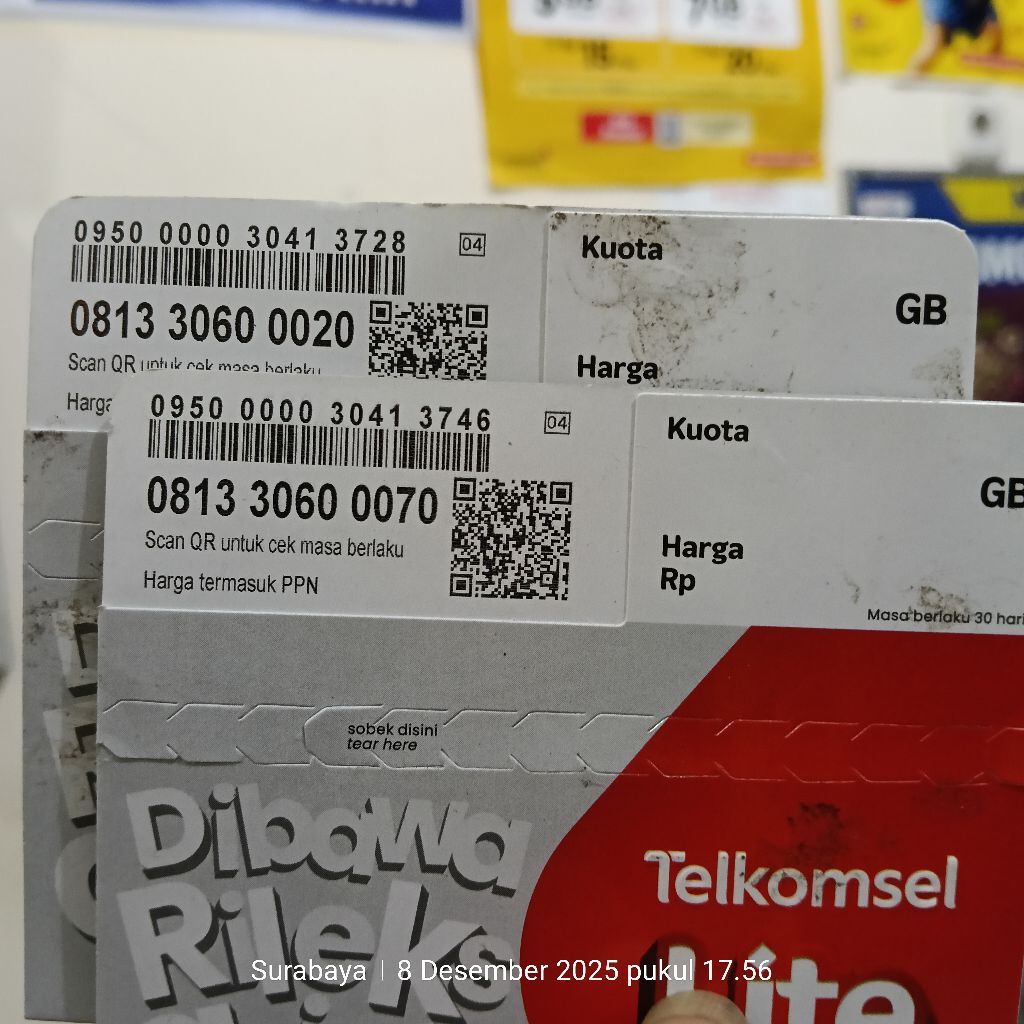 0950 0000 3041 3728
04
0813 3060 0020
Scan QR untuk cek masa berlaku
Harga
Kuota
GB
Harga
0950 0000 3041 3746
04
0813 3060 0070
Scan QR untuk cek masa berlaku
Harga termasuk PPN
Kuota
GB
Harga
Rp
Masa berlaku 30 hari
sobek disini
tear here
Dibawa
Rileks
Telkomsel
Lite
Surabaya | 8 Desember 2025 pukul 17.56